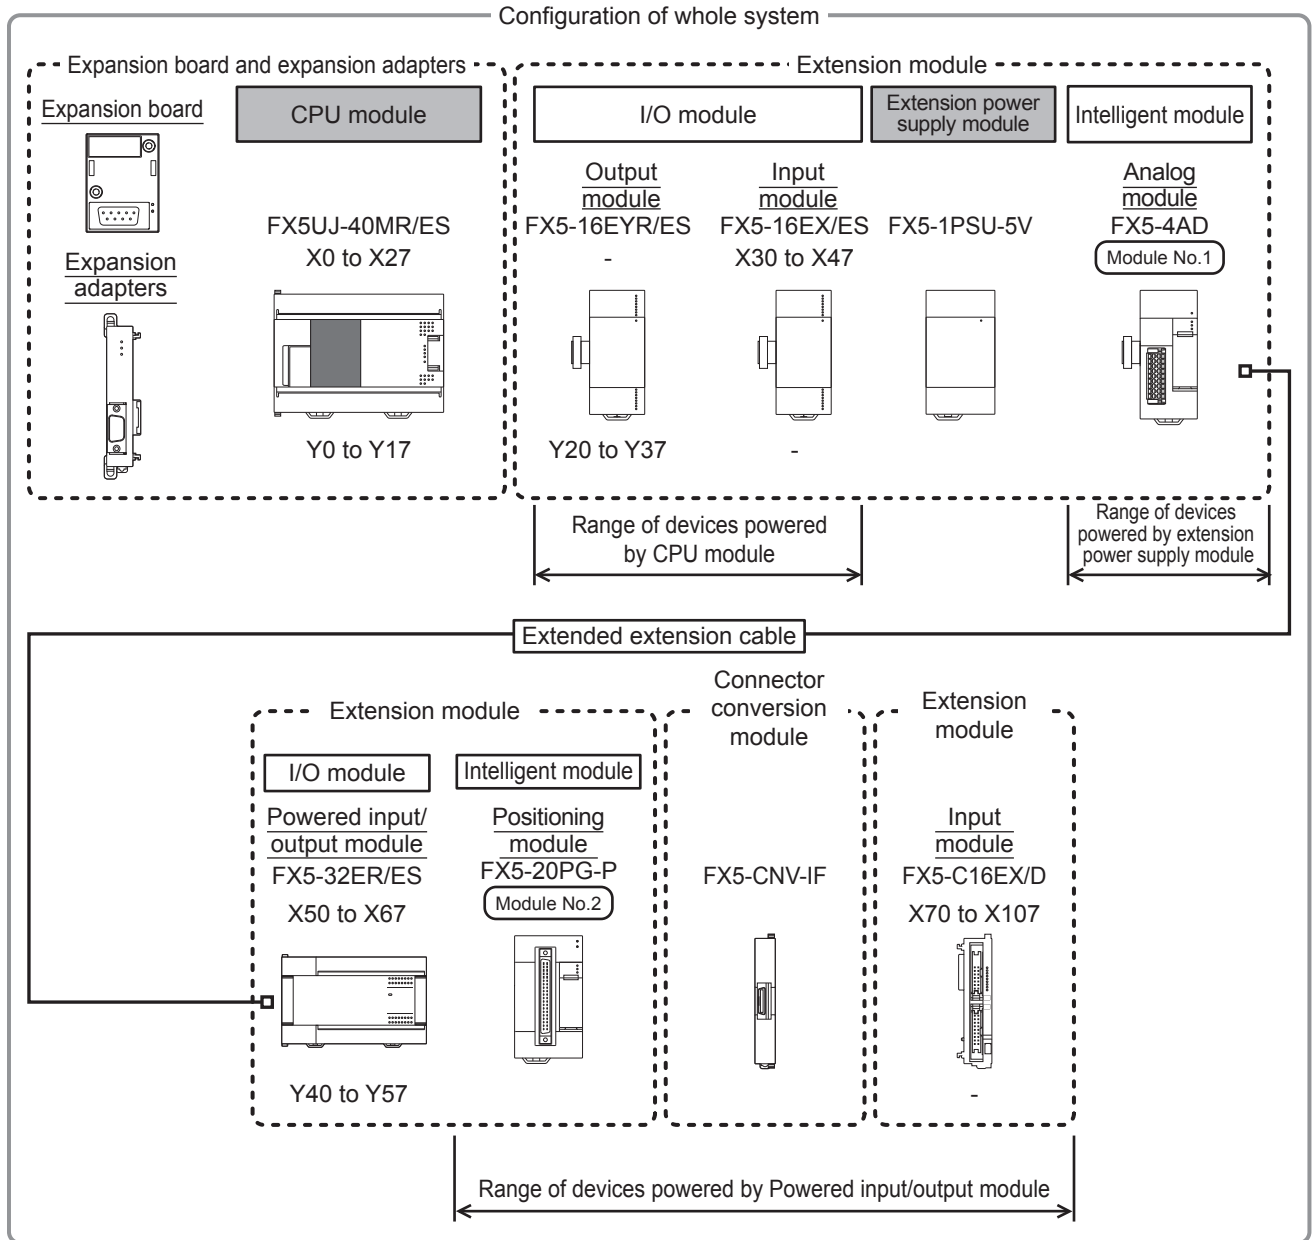 Configuration of whole system
Expansion board and expansion adapters
Extension module
Expansion board
CPU module
I/O module
Extension power
supply module
Intelligent module
Output
module
Input
module
Analog
module
FX5UJ-40MR/ES
FX5-16EYR/ES
FX5-16EX/ES
FX5-1PSU-5V
FX5-4AD
X0 to X27
-
X30 to X47
Module No.1
Expansion
adapters
Y0 to Y17
Y20 to Y37
-
Range of devices powered
by CPU module
Range of devices
powered by extension
power supply module
Extended extension cable
Extension module
Connector
conversion
module
Extension
module
I/O module
Intelligent module
Powered input/
output module
Positioning
module
Input
module
FX5-32ER/ES
FX5-20PG-P
FX5-CNV-IF
FX5-C16EX/D
X50 to X67
Module No.2
X70 to X107
Y40 to Y57
-
Range of devices powered by Powered input/output module